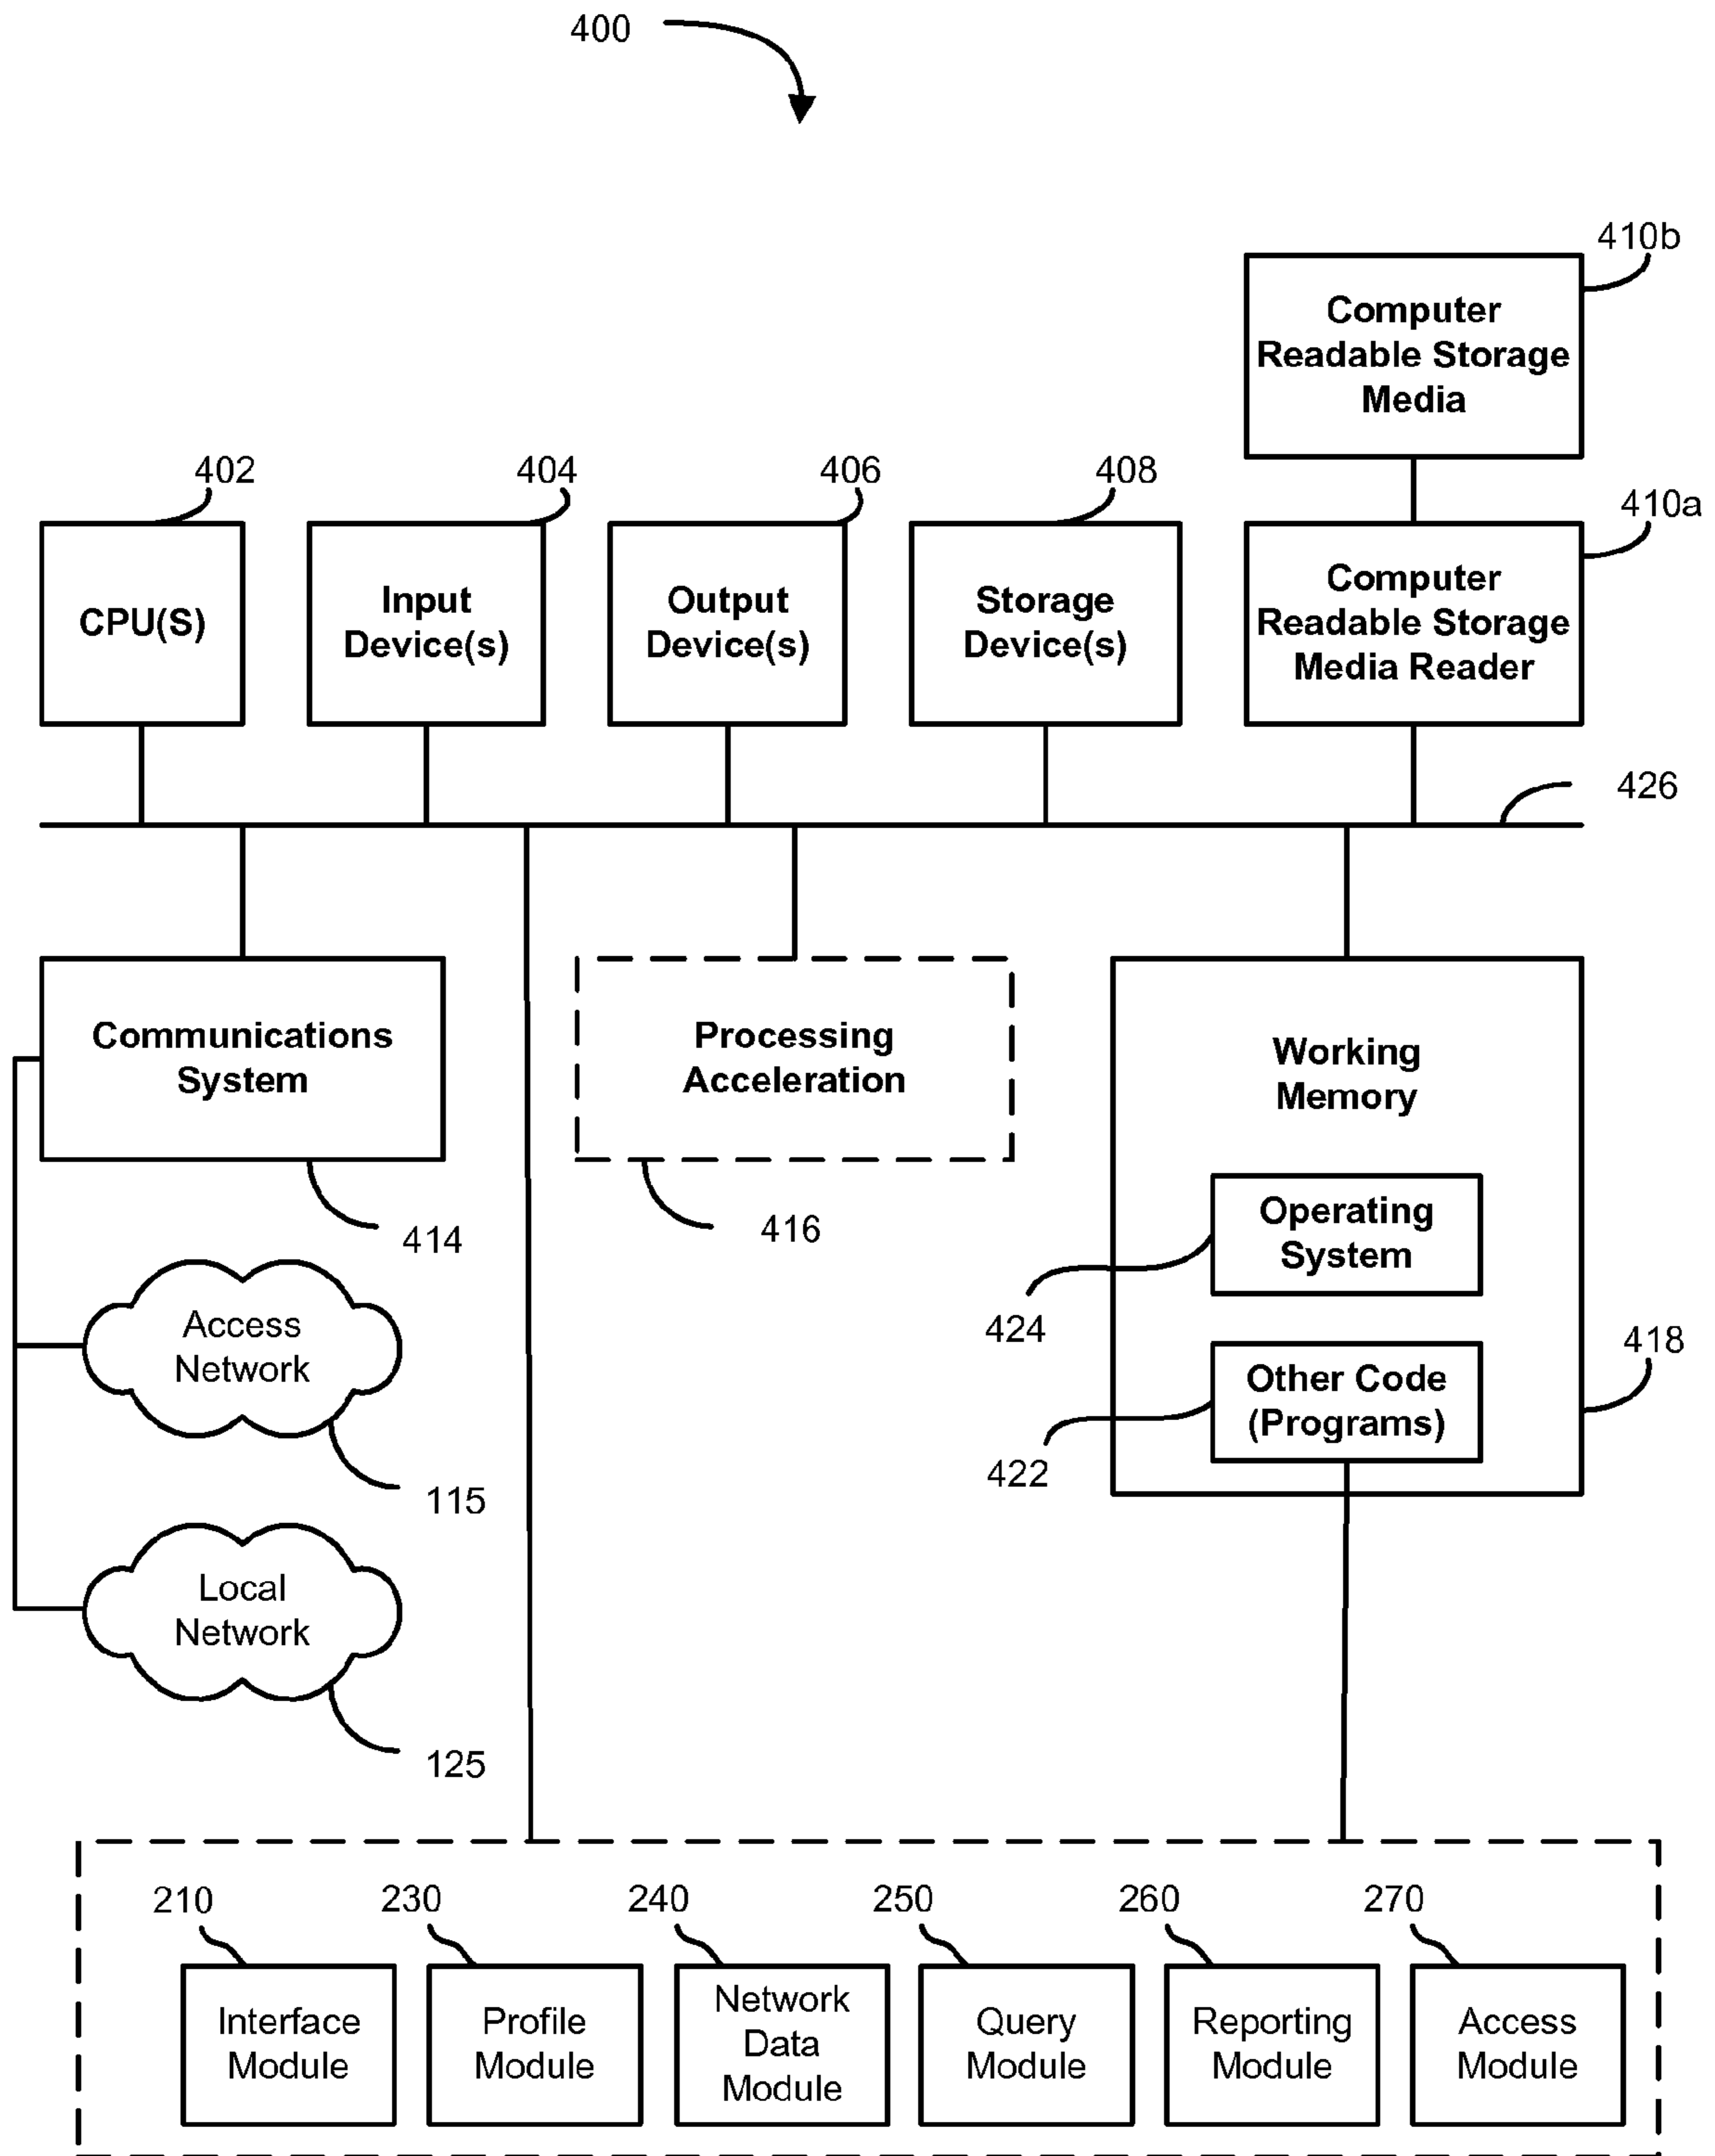 400
410b
Computer
Readable Storage
Media
402
404
406
408
410a
CPU(S)
Input
Device(s)
Output
Device(s)
Storage
Device(s)
Computer
Readable Storage
Media Reader
426
Communications
System
Processing
Acceleration
Working
Memory
414
416
Operating
System
424
Access
Network
418
Other Code
(Programs)
422
115
Local
Network
125
210
230
240
250
260
270
Interface
Module
Profile
Module
Network
Data
Module
Query
Module
Reporting
Module
Access
Module